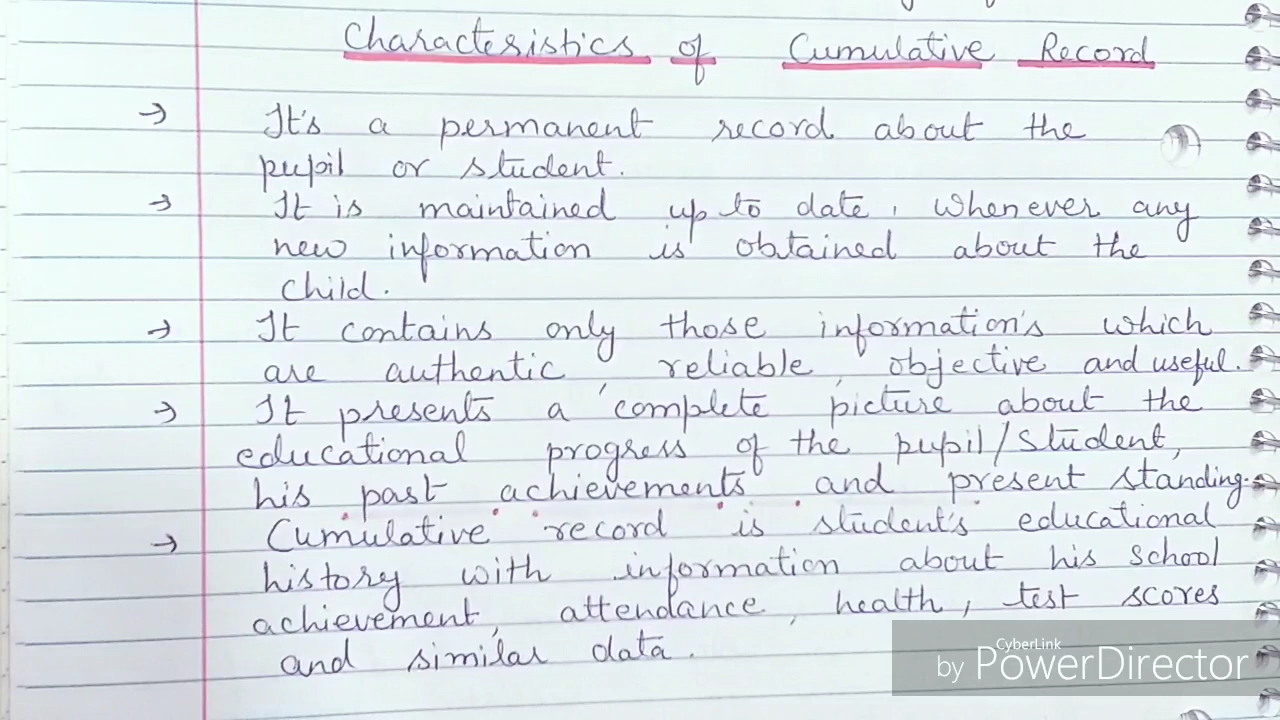 Characteristics of Cumulative Record
→ It's a permanent record about the
pupil or student.
→ It is maintained up to date, whenever any
new information is obtained about the
child.
→ It contains only those information's which
are authentic, reliable, objective and useful.
→ It presents a complete picture about the
educational progress of the pupil/student,
his past achievements and present standing.
→ Cumulative record is student's educational
history with information about his school
achievement, attendance, health, test scores
and similar data.
CyberLink
by PowerDirector